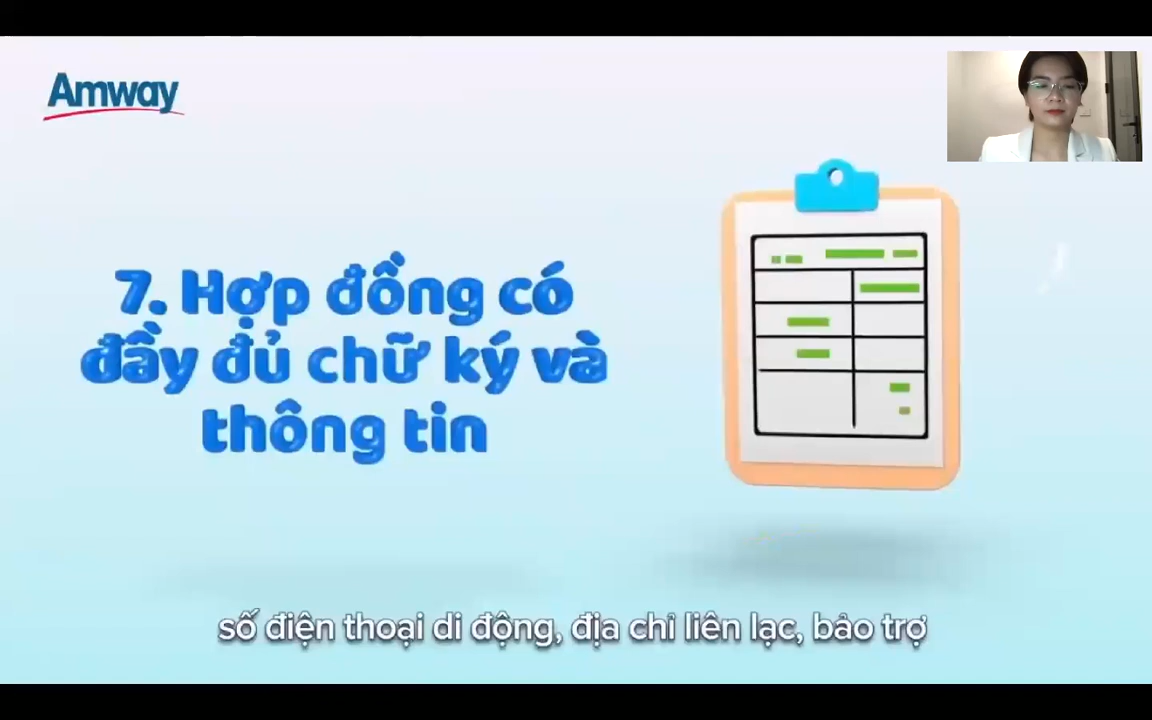 Amway
7. Hợp đồng có
đầy đủ chữ ký và
thông tin
số điện thoại di động, địa chỉ liên lạc, bảo trợ